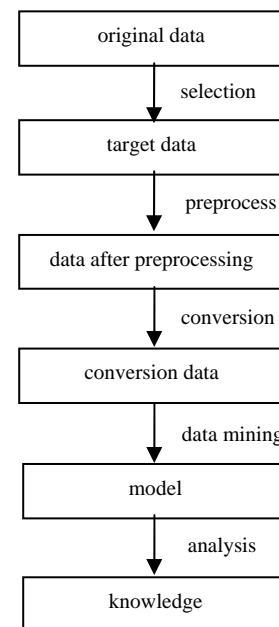 original data
selection
target data
preprocess
data after preprocessing
conversion
conversion data
data mining
model
analysis
knowledge